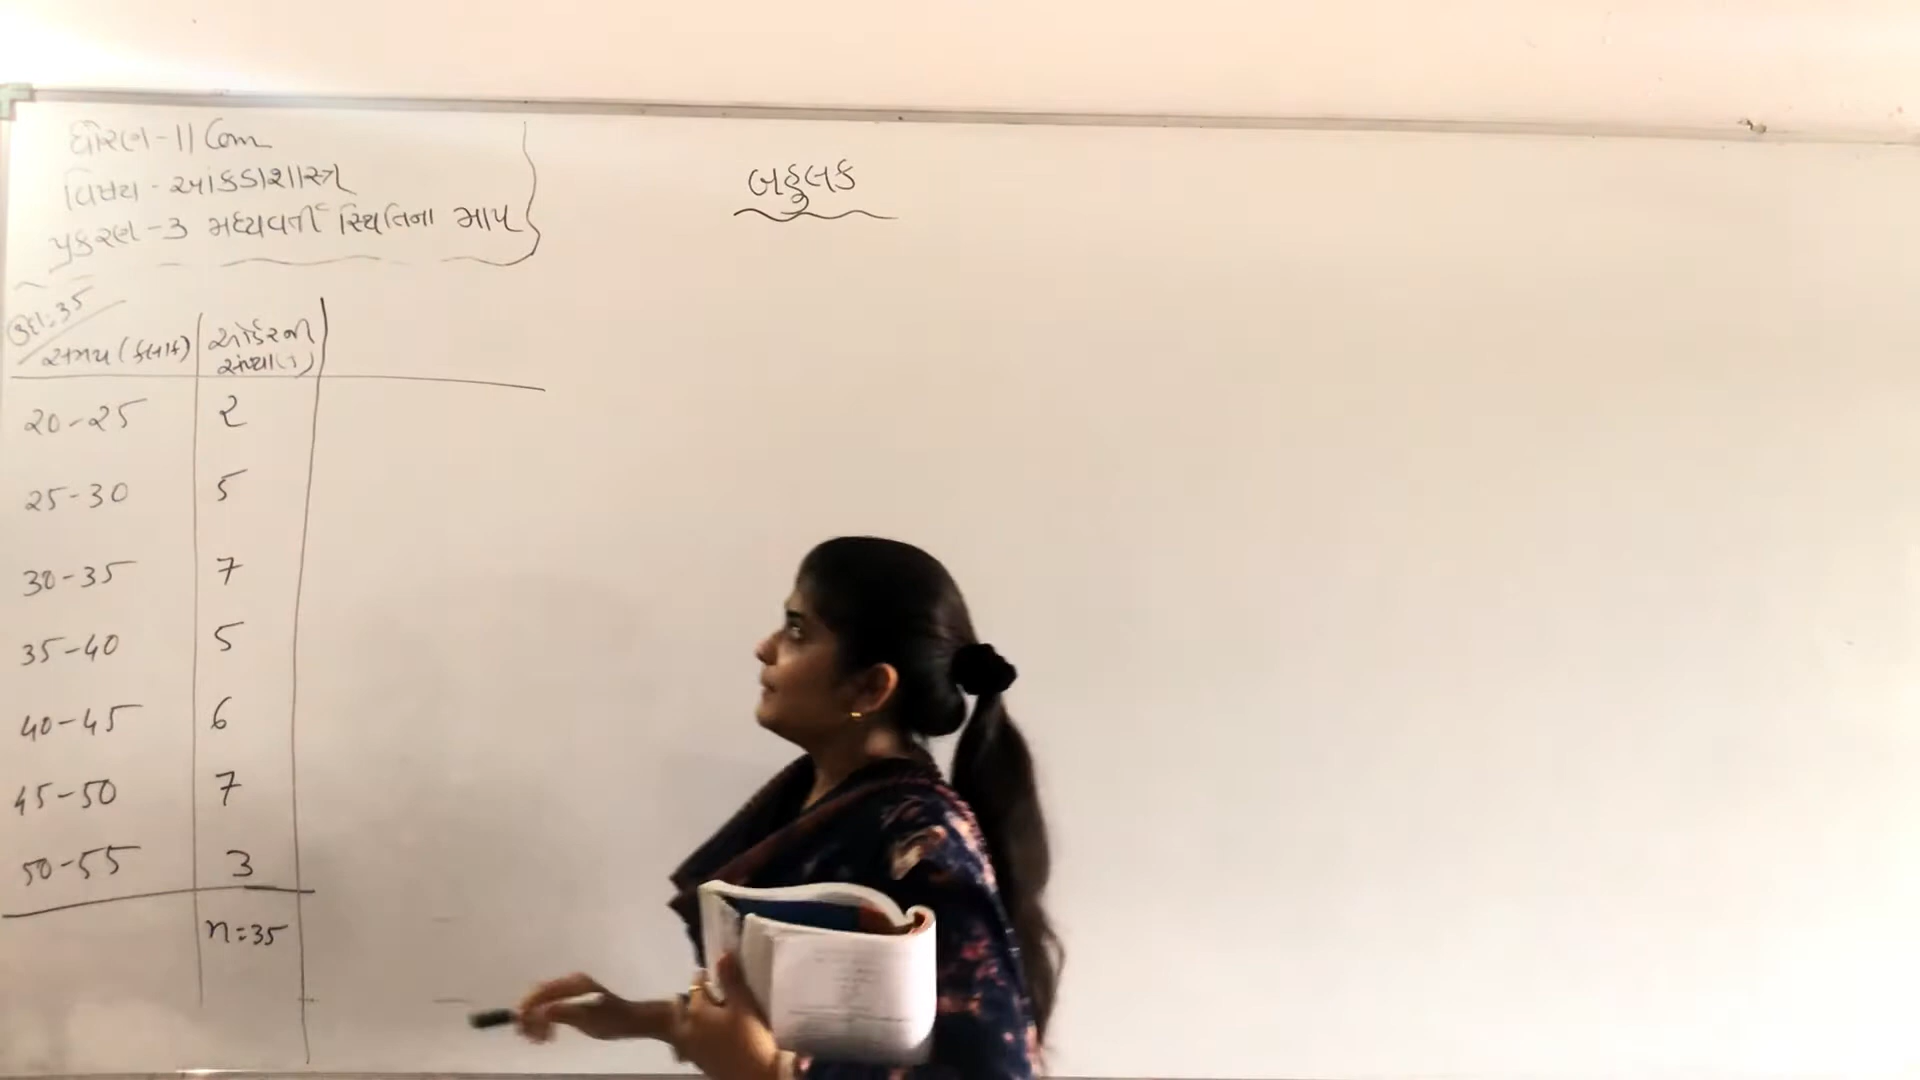 ધોરણ - 11 Com
વિષય - આંકડાશાસ્ત્ર
પ્રકરણ - 3 મધ્યવર્તી સ્થિતિના માપ
બહુલક
ઉદા: 35
સમય (કલાક) ઓર્ડરની સંખ્યા
20-25 2
25-30 5
30-35 7
35-40 5
40-45 6
45-50 7
50-55 3
n=35